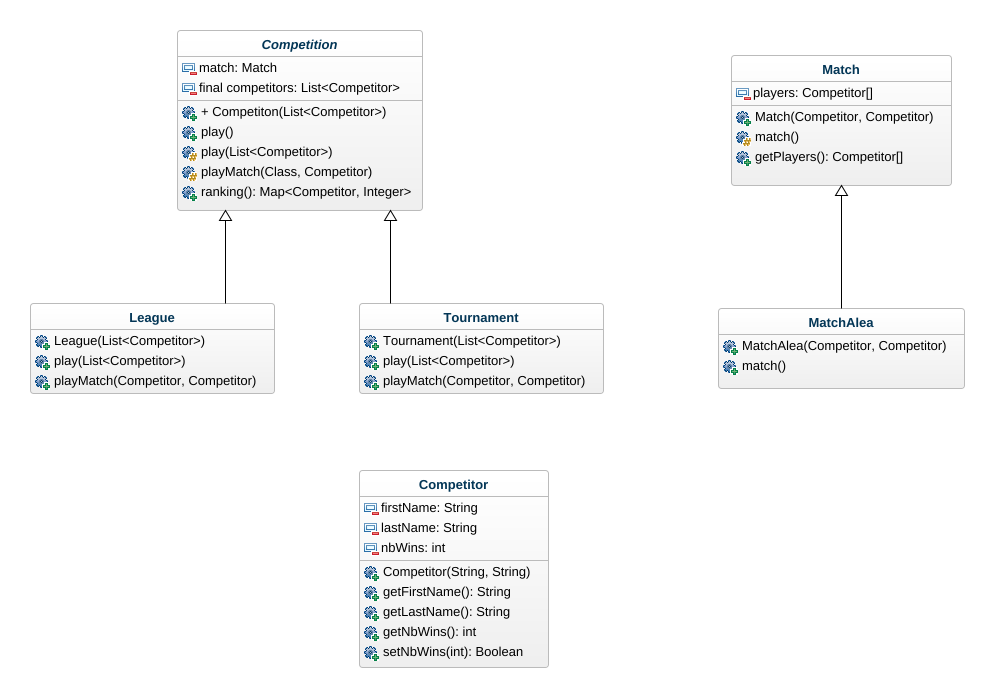 Competition
match: Match
final competitors: List<Competitor>
+ Competiton(List<Competitor>)
play()
play(List<Competitor>)
playMatch(Class, Competitor)
ranking(): Map<Competitor, Integer>
Match
players: Competitor[]
Match(Competitor, Competitor)
match()
getPlayers(): Competitor[]
League
League(List<Competitor>)
play(List<Competitor>)
playMatch(Competitor, Competitor)
Tournament
Tournament(List<Competitor>)
play(List<Competitor>)
playMatch(Competitor, Competitor)
MatchAlea
MatchAlea(Competitor, Competitor)
match()
Competitor
firstName: String
lastName: String
nbWins: int
Competitor(String, String)
getFirstName(): String
getLastName(): String
getNbWins(): int
setNbWins(int): Boolean